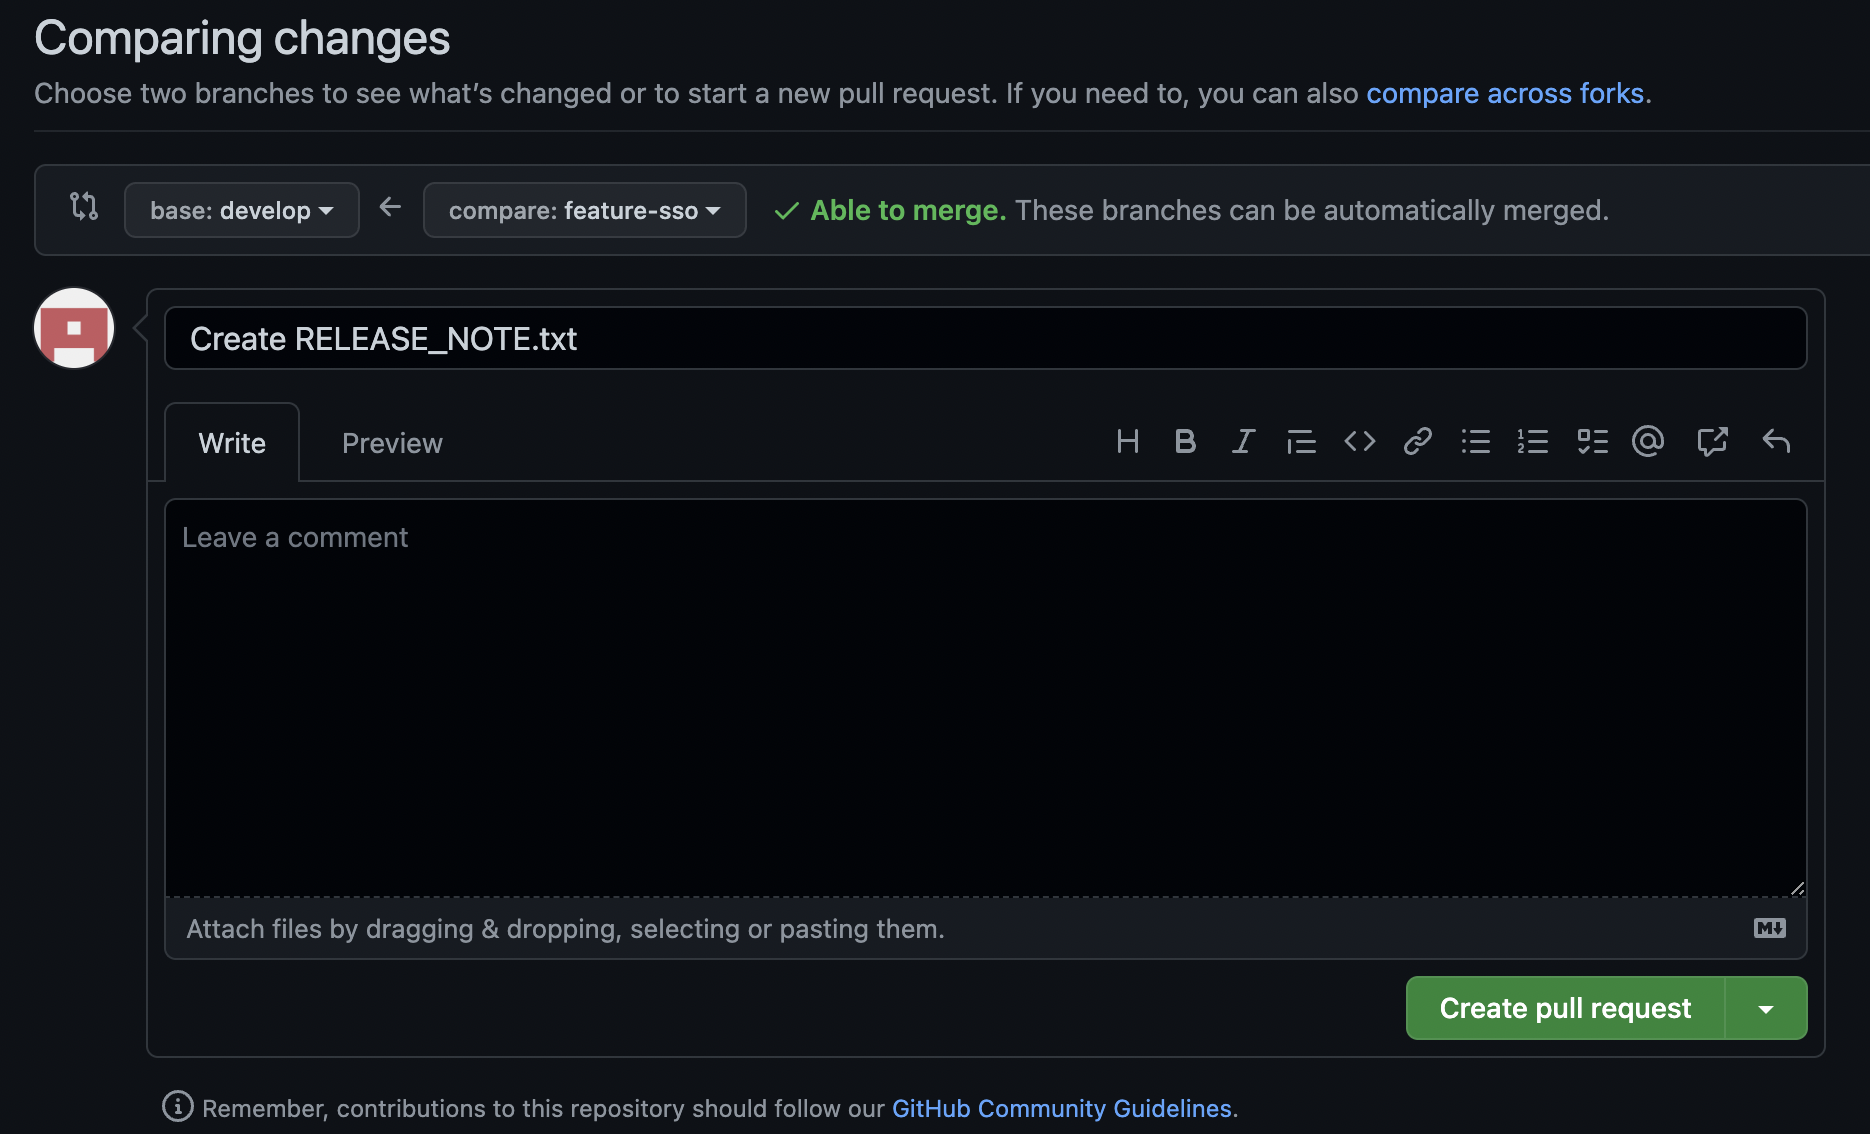 Comparing changes
Choose two branches to see what’s changed or to start a new pull request. If you need to, you can also compare across forks.
base: develop compare: feature-sso Able to merge. These branches can be automatically merged.
Create RELEASE_NOTE.txt
Write Preview
Leave a comment
Attach files by dragging & dropping, selecting or pasting them.
Create pull request
Remember, contributions to this repository should follow our GitHub Community Guidelines.